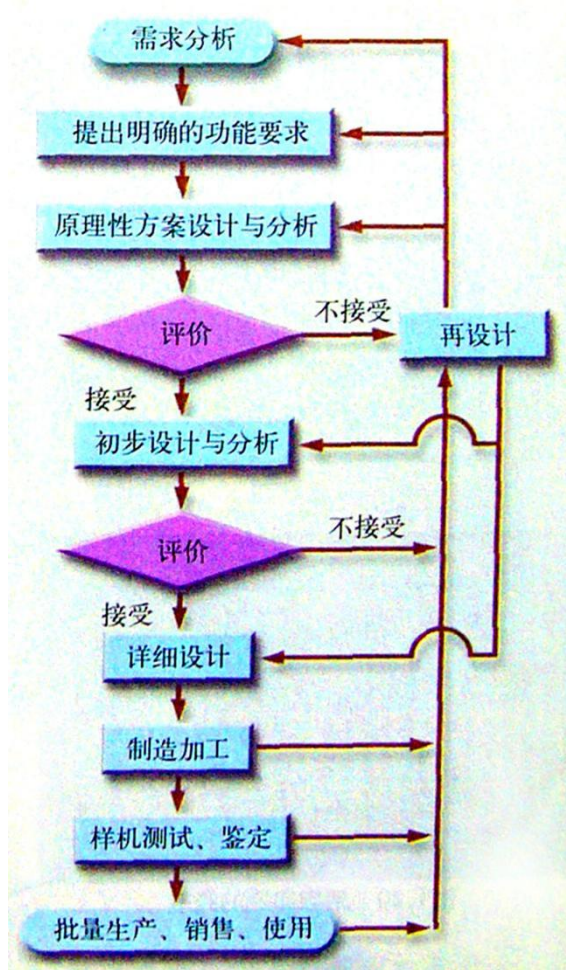 需求分析
提出明确的功能要求
原理性方案设计与分析
评价
不接受
再设计
接受
初步设计与分析
评价
不接受
接受
详细设计
制造加工
样机测试、鉴定
批量生产、销售、使用